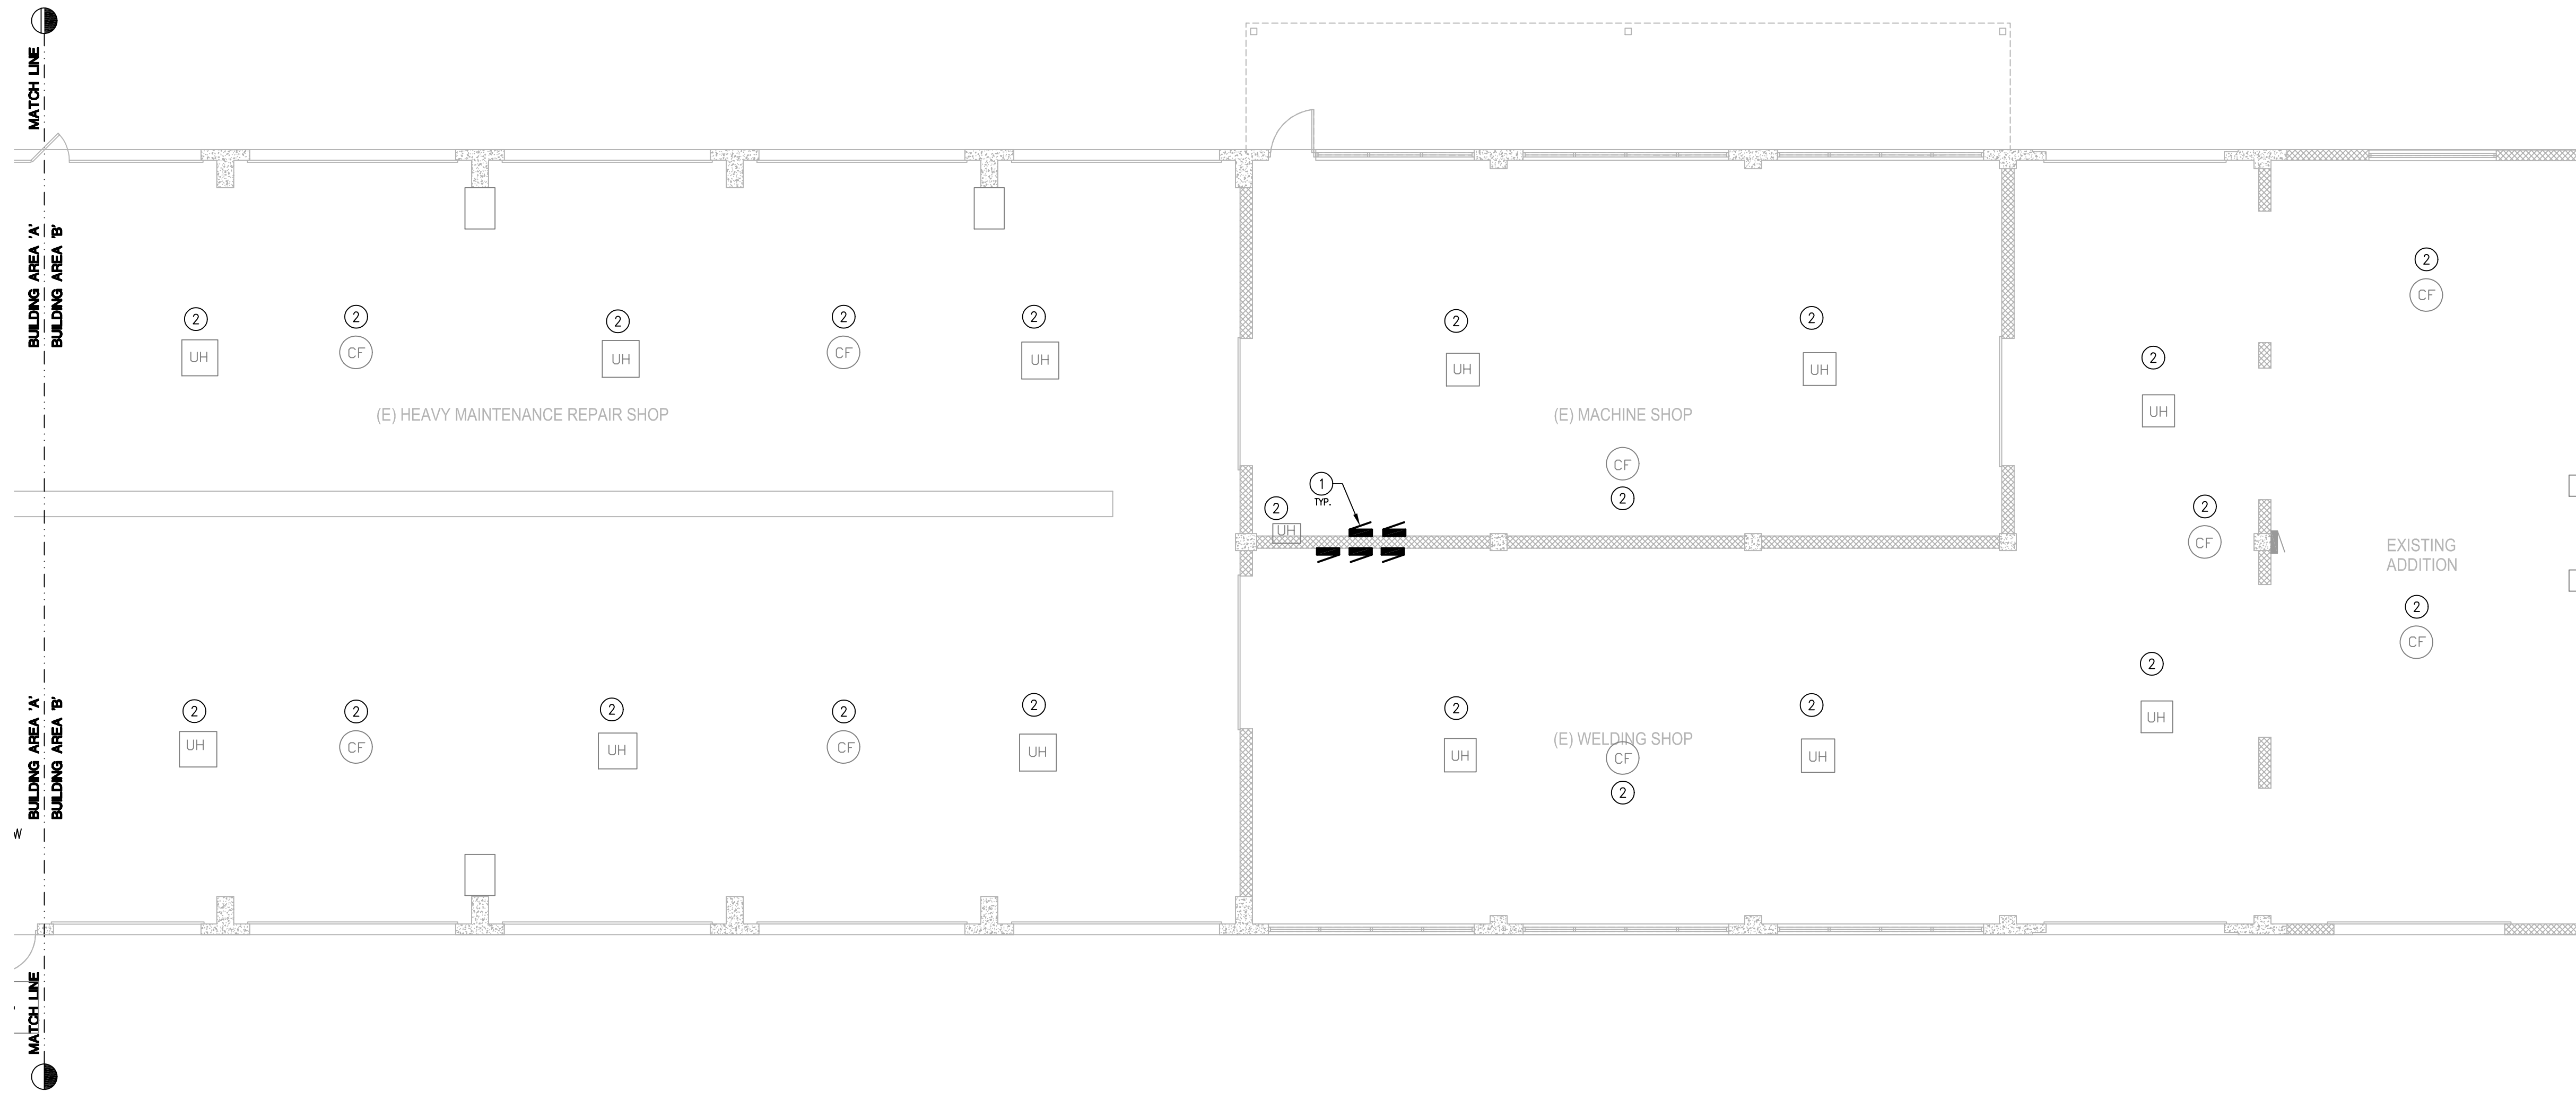 MATCH LINE
BUILDING AREA 'A'
BUILDING AREA 'B'
2
CF
2
2
2
2
2
2
2
UH
CF
UH
CF
UH
UH
UH
2
UH
(E) HEAVY MAINTENANCE REPAIR SHOP
(E) MACHINE SHOP
CF
2
1
TYP.
2
UH
2
CF
EXISTING
ADDITION
2
CF
2
UH
BUILDING AREA 'A'
BUILDING AREA 'B'
2
2
2
2
2
2
2
UH
CF
UH
CF
UH
(E) WELDING SHOP
UH
CF
UH
2
W
MATCH LINE